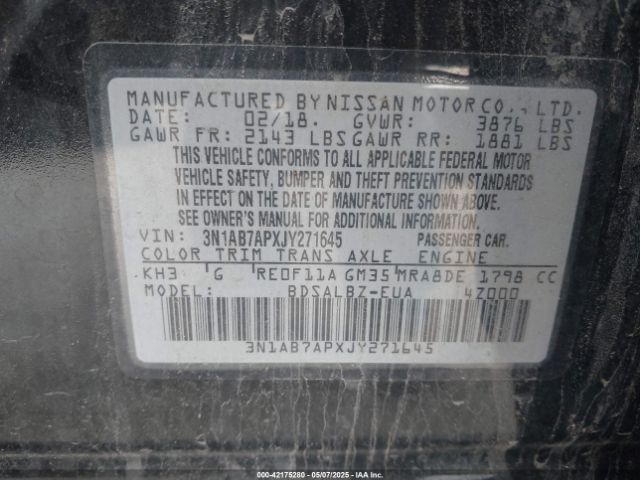 MANUFACTURED BY NISSAN MOTOR CO., LTD.
DATE: 02/18. GVWR: 3876 LBS
GAWR FR: 2143 LBS GAWR RR: 1881 LBS
THIS VEHICLE CONFORMS TO ALL APPLICABLE FEDERAL MOTOR
VEHICLE SAFETY, BUMPER AND THEFT PREVENTION STANDARDS
IN EFFECT ON THE DATE OF MANUFACTURE SHOWN ABOVE.
SEE OWNER'S MANUAL FOR ADDITIONAL INFORMATION.
VIN: 3N1AB7APXJY271645 PASSENGER CAR.
COLOR TRIM TRANS AXLE ENGINE
KH3 G RE0F11A GM35 MRA8DE 1798 CC
MODEL BDSALBZ-EUA 4Z000
3N1AB7APXJY271645
000-42175280 - 05/07/2025 - IAAI.COM